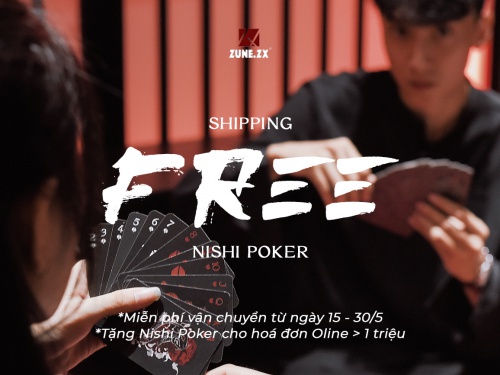 ZUNE.ZX
SHIPPING
FREE
NISHI POKER
*Miễn phí vận chuyển từ ngày 15 - 30/5
*Tặng Nishi Poker cho hoá đơn Oline > 1 triệu